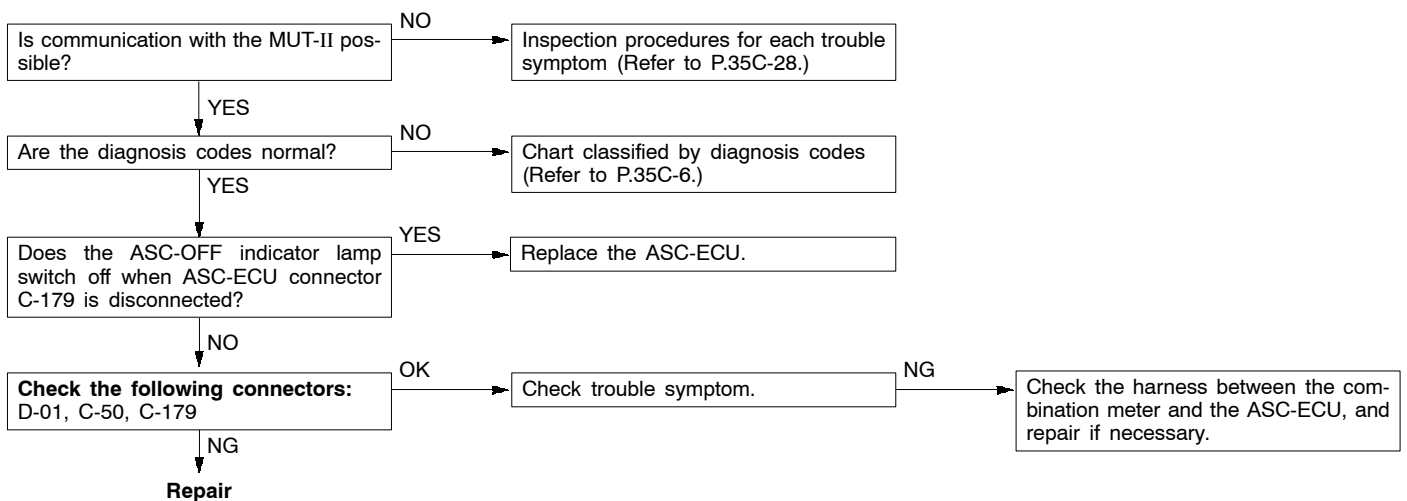 Is communication with the MUT-II pos-
sible?
NO
Inspection procedures for each trouble
symptom (Refer to P.35C-28.)
YES
Are the diagnosis codes normal?
NO
Chart classified by diagnosis codes
(Refer to P.35C-6.)
YES
Does the ASC-OFF indicator lamp
switch off when ASC-ECU connector
C-179 is disconnected?
YES
Replace the ASC-ECU.
NO
Check the following connectors:
D-01, C-50, C-179
OK
Check trouble symptom.
NG
Check the harness between the com-
bination meter and the ASC-ECU, and
repair if necessary.
NG
Repair